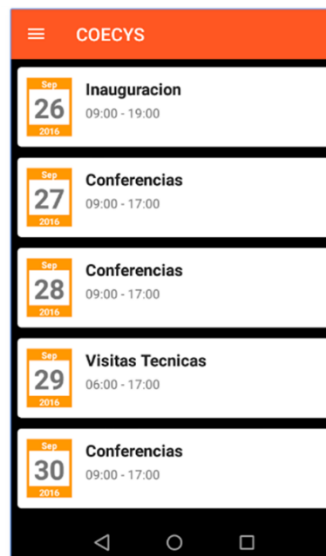 COECYS
Sep
26
2016
Inauguracion
09:00 - 19:00
Sep
27
2016
Conferencias
09:00 - 17:00
Sep
28
2016
Conferencias
09:00 - 17:00
Sep
29
2016
Visitas Tecnicas
06:00 - 17:00
Sep
30
2016
Conferencias
09:00 - 17:00